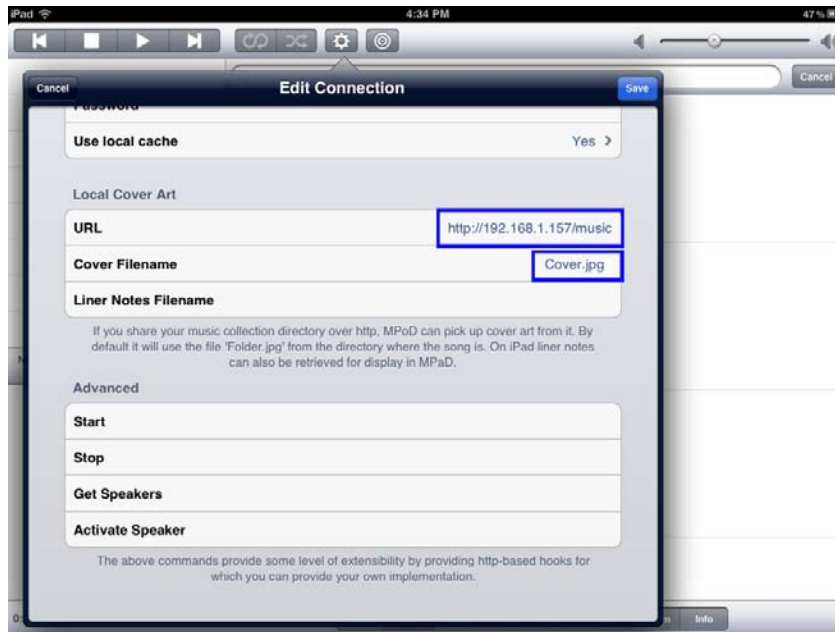 iPad 4:34 PM 47%
Cancel Edit Connection Save
Cancel
Password
Use local cache Yes
Local Cover Art
URL http://192.168.1.157/music
Cover Filename Cover.jpg
Liner Notes Filename
If you share your music collection directory over http, MPoD can pick up cover art from it. By
default it will use the file 'Folder.jpg' from the directory where the song is. On iPad liner notes
can also be retrieved for display in MPaD.
Advanced
Start
Stop
Get Speakers
Activate Speaker
The above commands provide some level of extensibility by providing http-based hooks for
which you can provide your own implementation.
Info